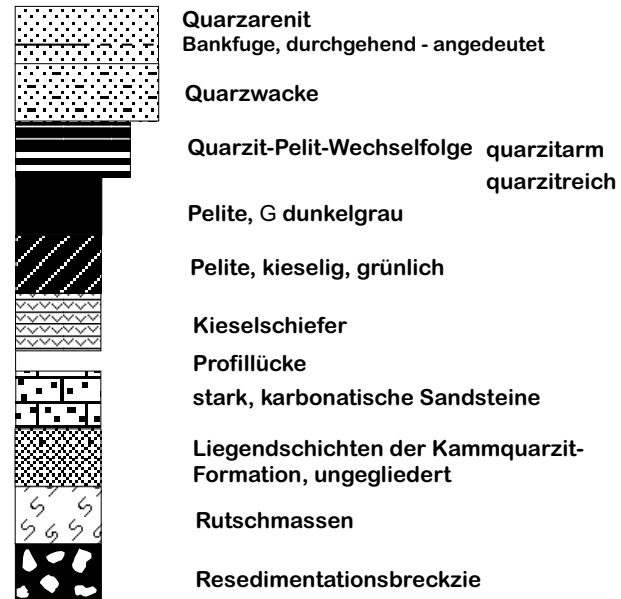 Quarzarenit
Bankfuge, durchgehend - angedeutet
Quarzwacke
Quarzit-Pelit-Wechselfolge quarzitarm
quarzitreich
Pelite, G dunkelgrau
Pelite, kieselig, grünlich
Kieselschiefer
Profillücke
stark, karbonatische Sandsteine
Liegendschichten der Kammquarzit-
Formation, ungegliedert
Rutschmassen
Resedimentationsbreckzie